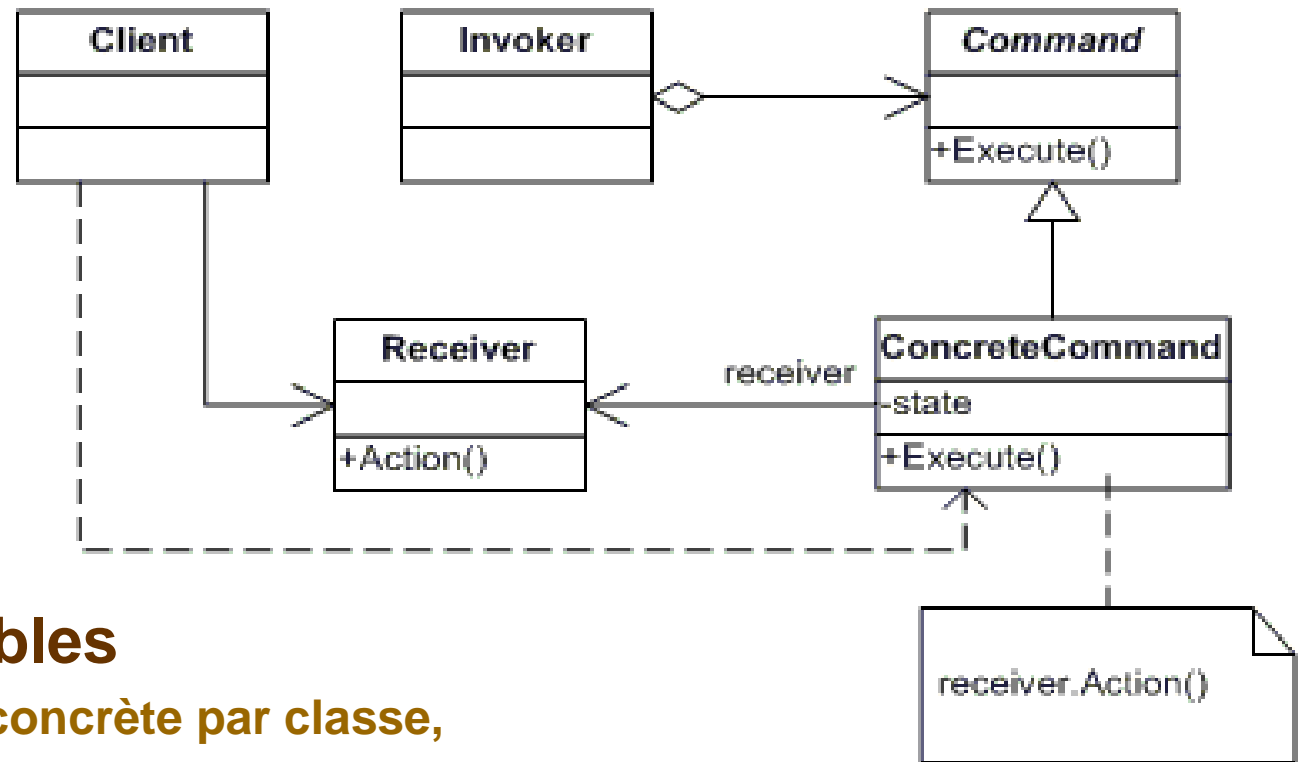 Client
Invoker
Command
+Execute()
Receiver
+Action()
receiver
ConcreteCommand
-state
+Execute()
receiver.Action()
bles
concrète par classe,